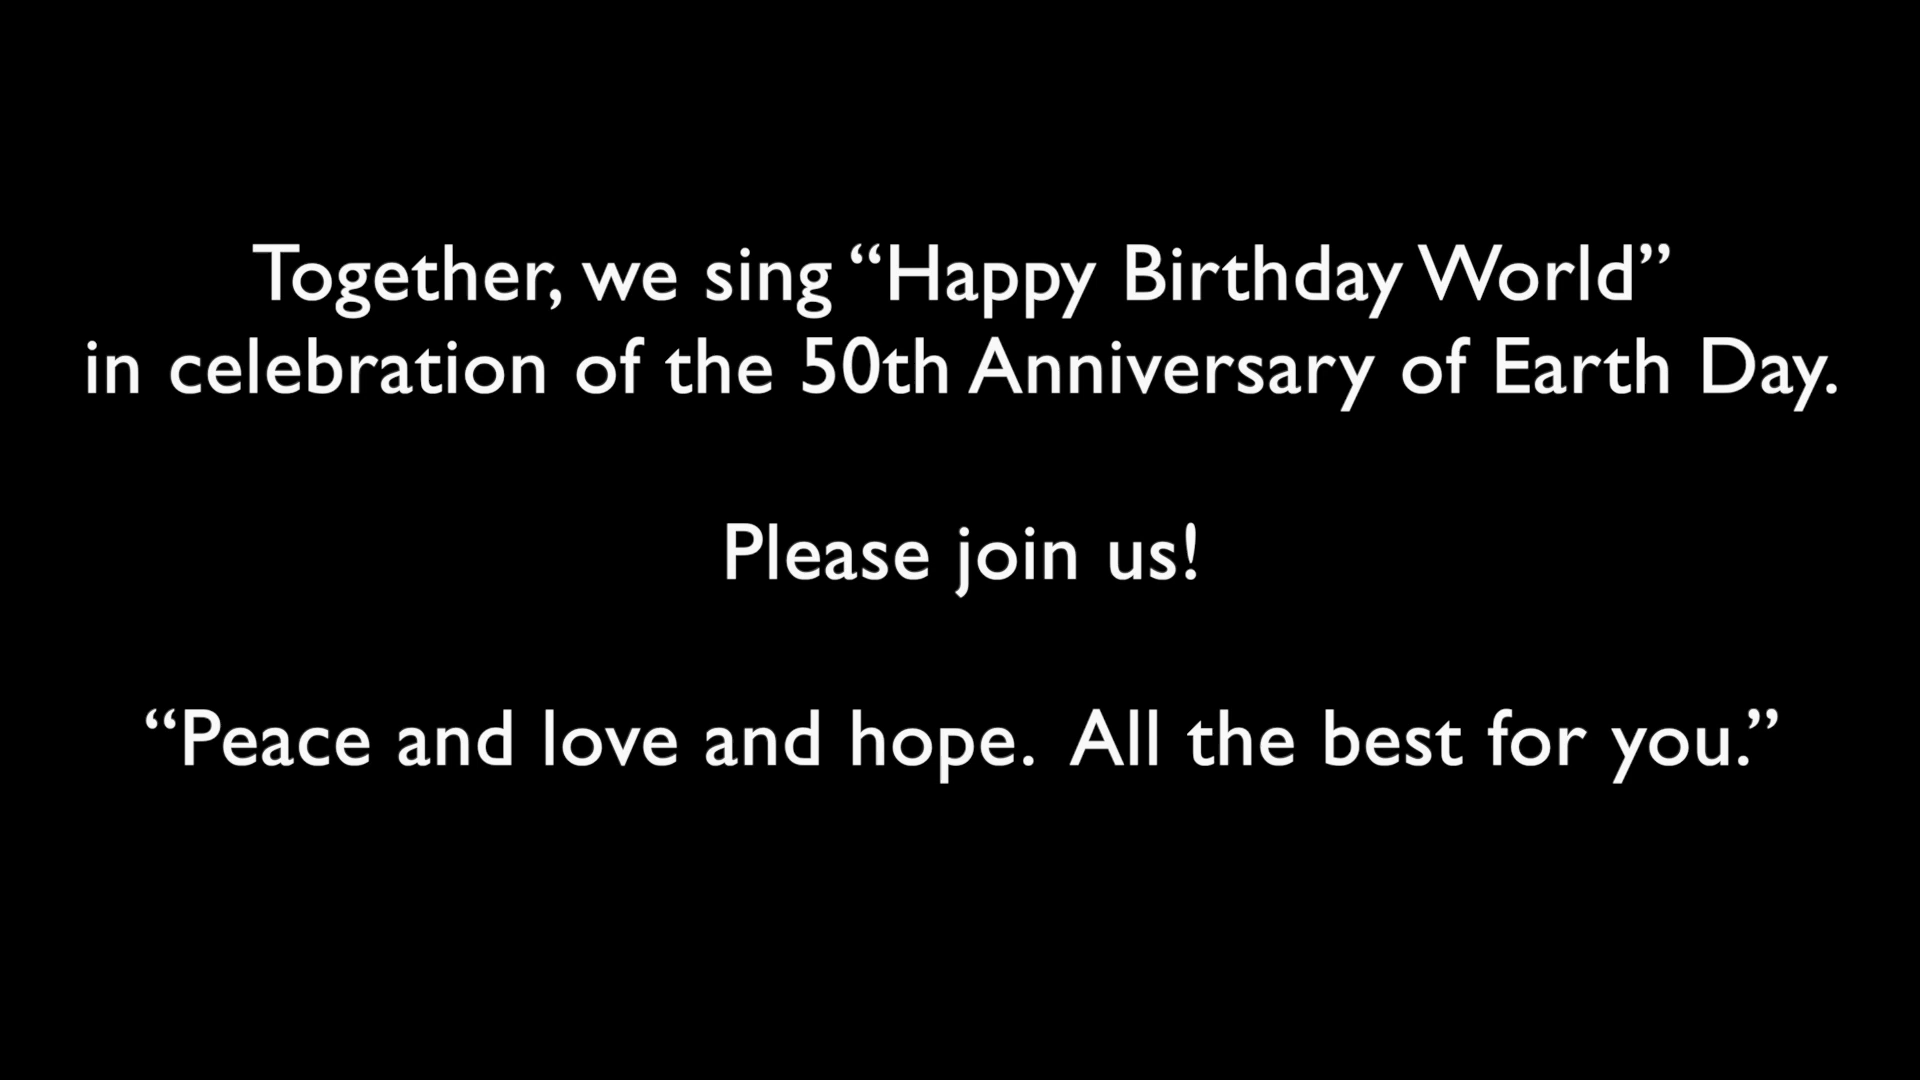 Together, we sing “Happy Birthday World”
in celebration of the 50th Anniversary of Earth Day.
Please join us!
“Peace and love and hope.  All the best for you.”